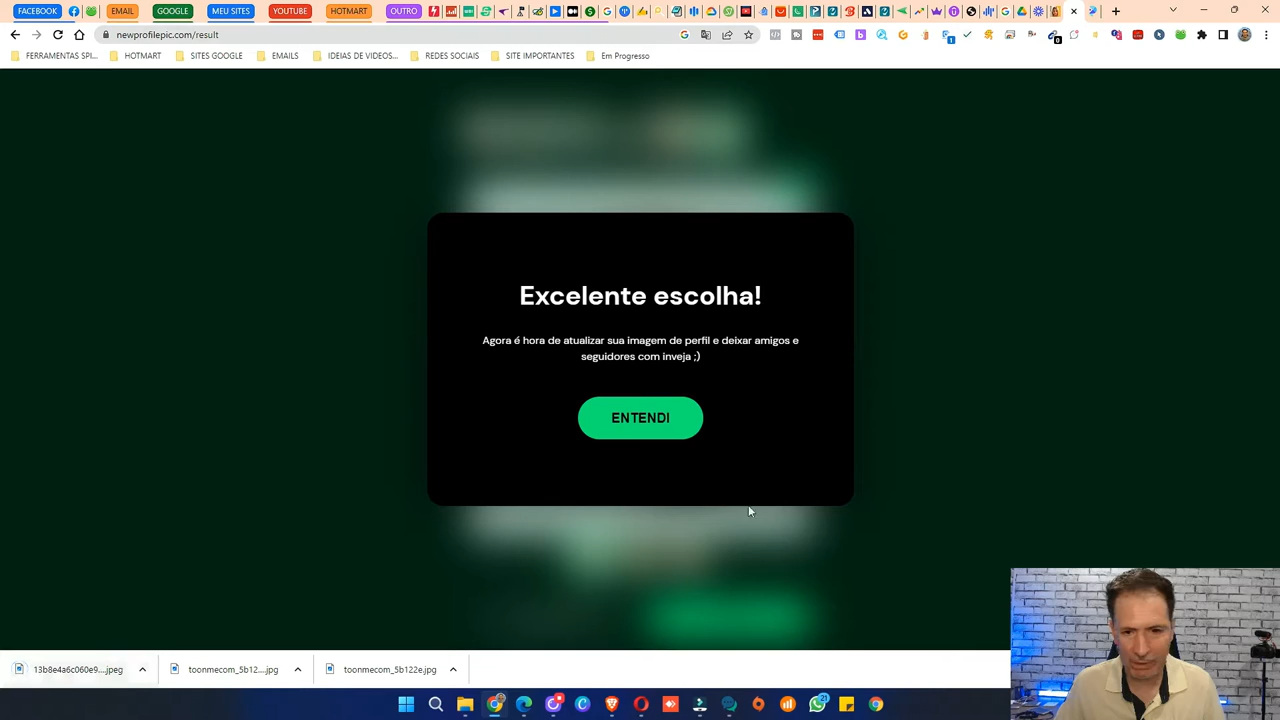 FACEBOOK
EMAIL
GOOGLE
MEU SITES
YOUTUBE
HOTMART
OUTRO
newprofilepic.com/result
FERRAMENTAS SPI...
HOTMART
SITES GOOGLE
EMAILS
IDEIAS DE VIDEOS...
REDES SOCIAIS
SITE IMPORTANTES
Em Progresso
Excelente escolha!
Agora é hora de atualizar sua imagem de perfil e deixar amigos e
seguidores com inveja ;)
ENTENDI
13b8e4a6c060e9....jpeg
toonmecom_5b12....jpg
toonmecom_5b122e.jpg
21